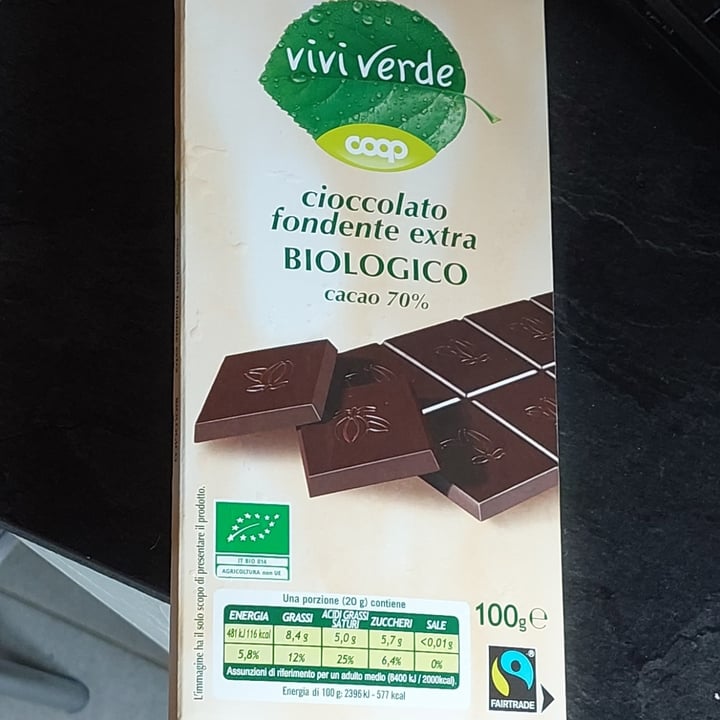 vivi verde
coop
cioccolato
fondente extra
BIOLOGICO
cacao 70%
L'immagine ha il solo scopo di presentare il prodotto.
IT BIO 014
AGRICOLTURA non UE
Una porzione (20 g) contiene
ENERGIA GRASSI ACIDI GRASSI SATURI ZUCCHERI SALE
481 kJ 116 kcal 8,4 g 5,0 g 5,7 g <0,01g
5,8% 12% 25% 6,4% 0%
Assunzioni di riferimento per un adulto medio (8400 kJ / 2000kcal).
Energia di 100 g: 2396 kJ - 577 kcal
100g e
FAIRTRADE